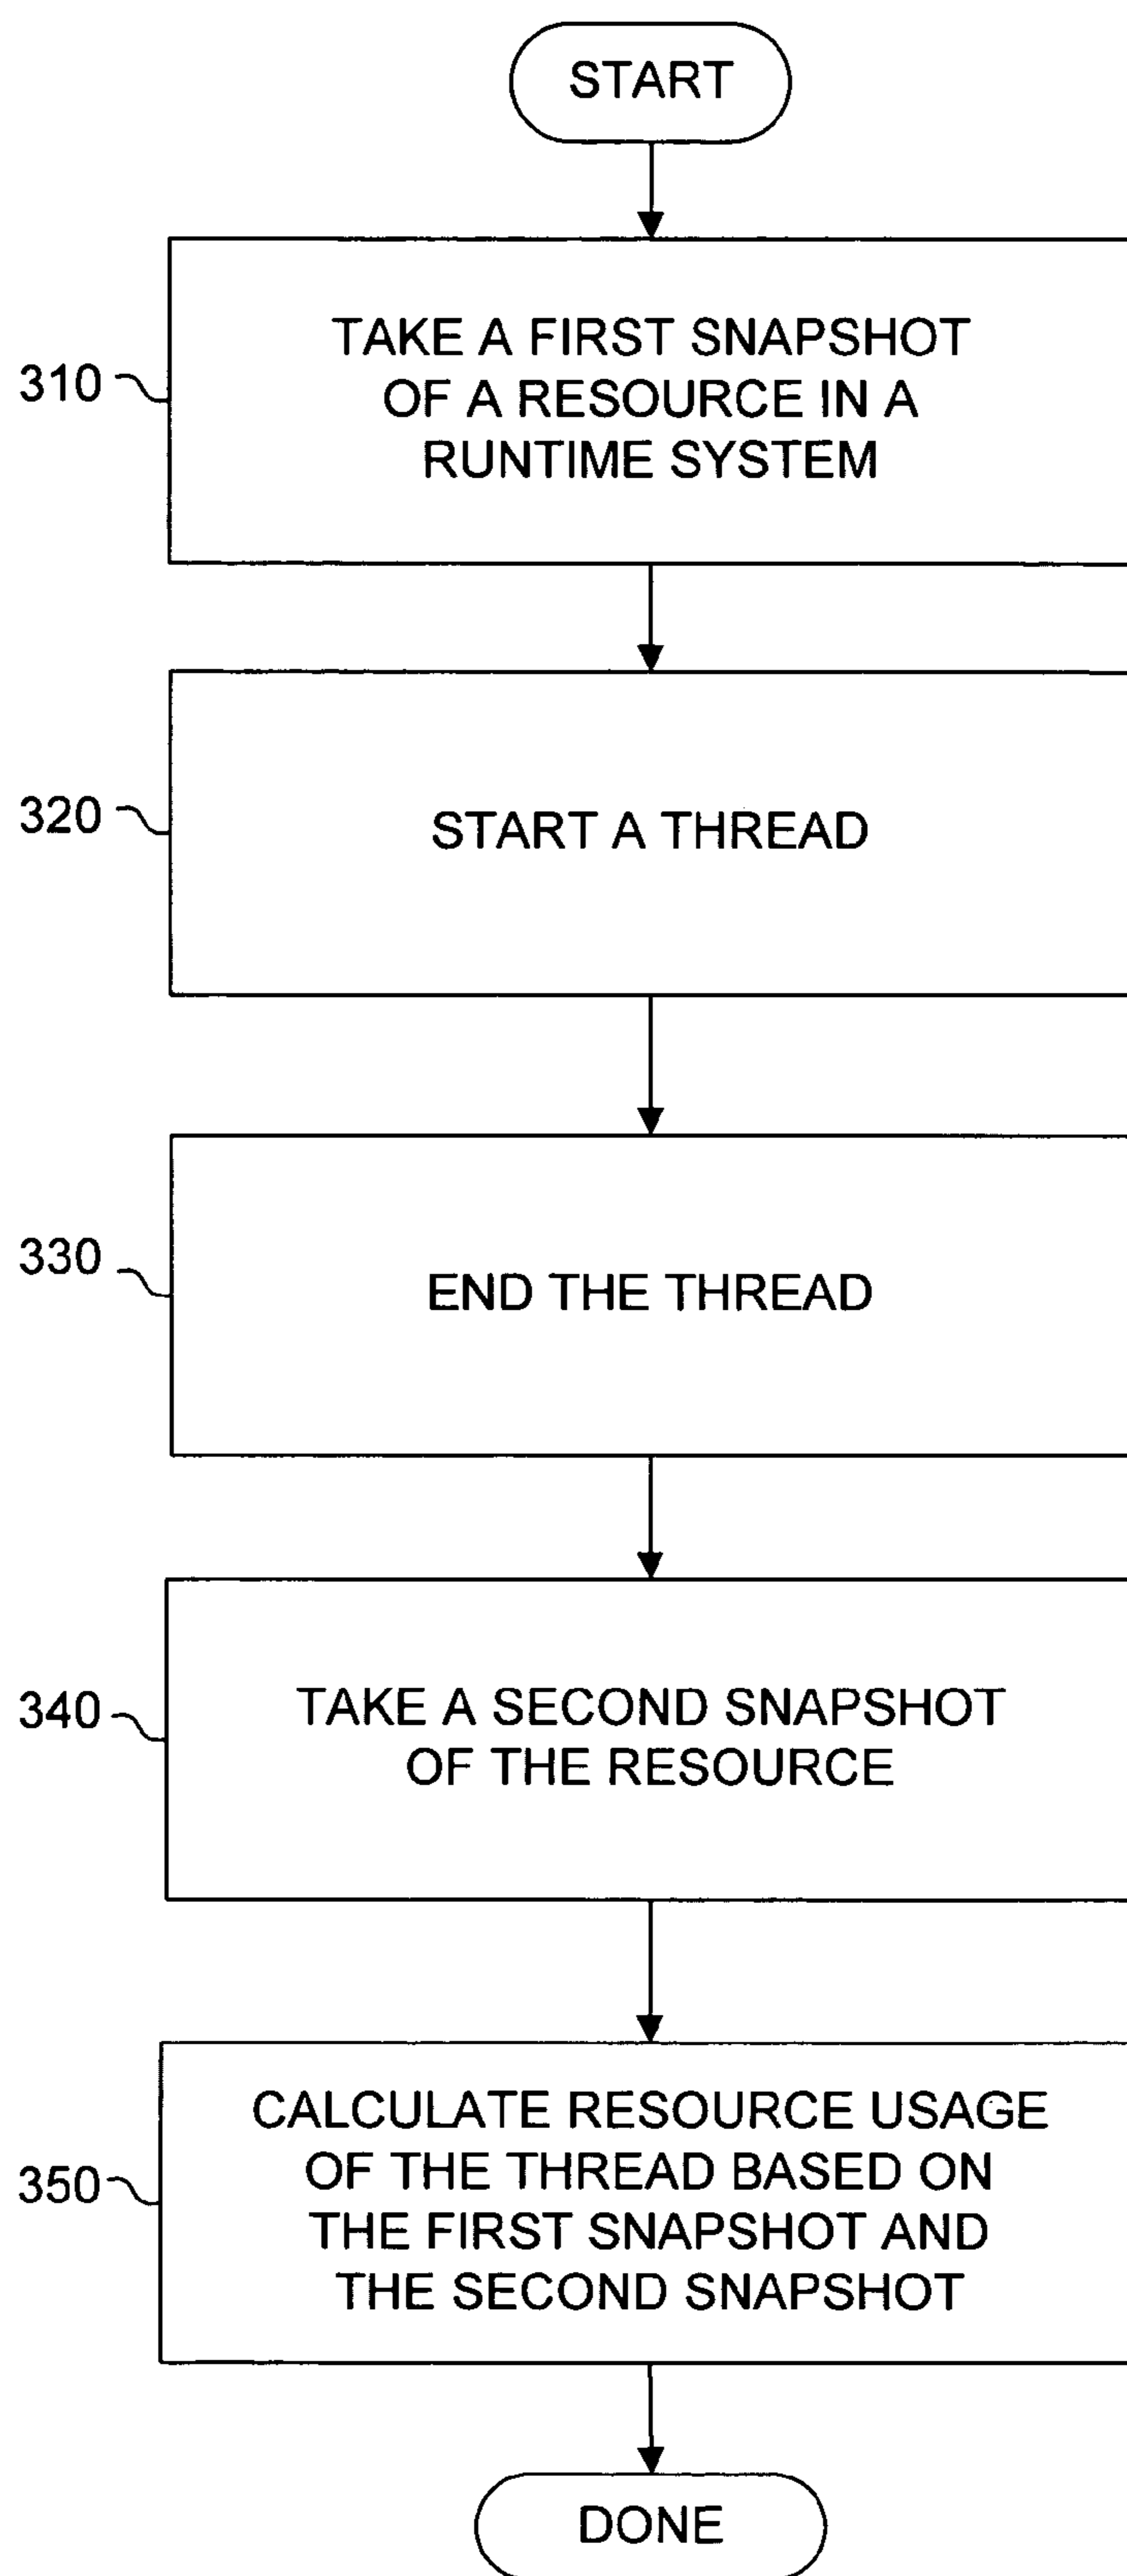 START
310
TAKE A FIRST SNAPSHOT
OF A RESOURCE IN A
RUNTIME SYSTEM
320
START A THREAD
330
END THE THREAD
340
TAKE A SECOND SNAPSHOT
OF THE RESOURCE
350
CALCULATE RESOURCE USAGE
OF THE THREAD BASED ON
THE FIRST SNAPSHOT AND
THE SECOND SNAPSHOT
DONE